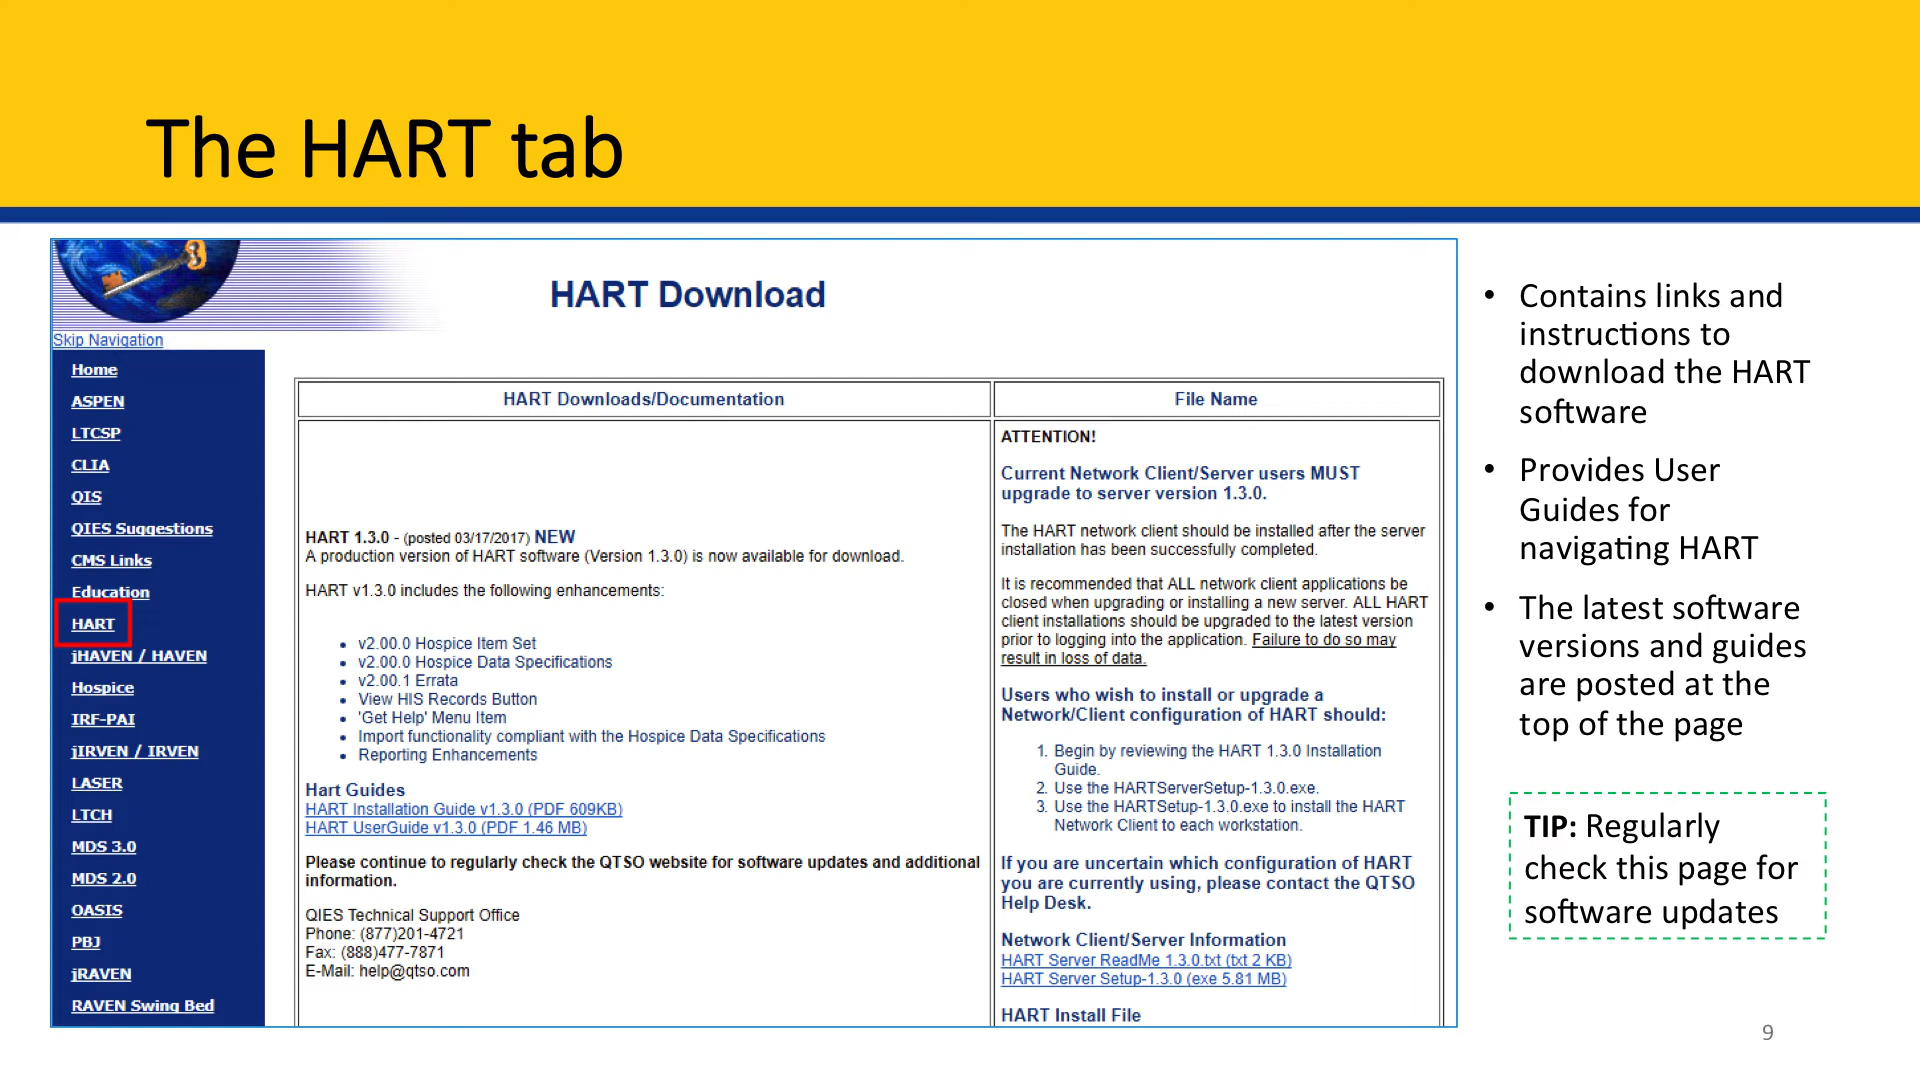 The HART tab
HART Download
Skip Navigation
Home
ASPEN
LTCSP
CLIA
QIS
QIES Suggestions
CMS Links
Education
HART
jHAVEN / HAVEN
Hospice
IRF-PAI
jIRVEN / IRVEN
LASER
LTCH
MDS 3.0
MDS 2.0
OASIS
PBJ
jRAVEN
RAVEN Swing Bed
HART Downloads/Documentation
HART 1.3.0 - (posted 03/17/2017) NEW
A production version of HART software (Version 1.3.0) is now available for download.
HART v1.3.0 includes the following enhancements:
• v2.00.0 Hospice Item Set
• v2.00.0 Hospice Data Specifications
• v2.00.1 Errata
• View HIS Records Button
• 'Get Help' Menu Item
• Import functionality compliant with the Hospice Data Specifications
• Reporting Enhancements
Hart Guides
HART Installation Guide v1.3.0 (PDF 609KB)
HART UserGuide v1.3.0 (PDF 1.46 MB)
Please continue to regularly check the QTSO website for software updates and additional
information.
QIES Technical Support Office
Phone: (877)201-4721
Fax: (888)477-7871
E-Mail: help@qtso.com
File Name
ATTENTION!
Current Network Client/Server users MUST
upgrade to server version 1.3.0.
The HART network client should be installed after the server
installation has been successfully completed.
It is recommended that ALL network client applications be
closed when upgrading or installing a new server. ALL HART
client installations should be upgraded to the latest version
prior to logging into the application. Failure to do so may
result in loss of data.
Users who wish to install or upgrade a
Network/Client configuration of HART should:
1. Begin by reviewing the HART 1.3.0 Installation
Guide.
2. Use the HARTServerSetup-1.3.0.exe.
3. Use the HARTSetup-1.3.0.exe to install the HART
Network Client to each workstation.
If you are uncertain which configuration of HART
you are currently using, please contact the QTSO
Help Desk.
Network Client/Server Information
HART Server ReadMe 1.3.0.txt (txt 2 KB)
HART Server Setup-1.3.0 (exe 5.81 MB)
HART Install File
• Contains links and
instructions to
download the HART
software
• Provides User
Guides for
navigating HART
• The latest software
versions and guides
are posted at the
top of the page
TIP: Regularly
check this page for
software updates
9